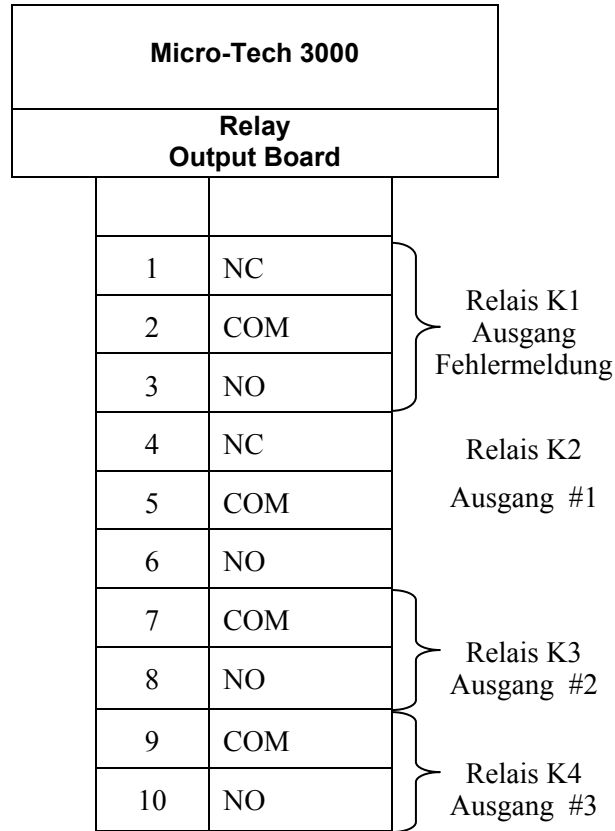 Micro-Tech 3000
Relay
Output Board
1 NC
2 COM
3 NO
Relais K1
Ausgang
Fehlermeldung
4 NC
5 COM
6 NO
Relais K2
Ausgang #1
7 COM
8 NO
Relais K3
Ausgang #2
9 COM
10 NO
Relais K4
Ausgang #3